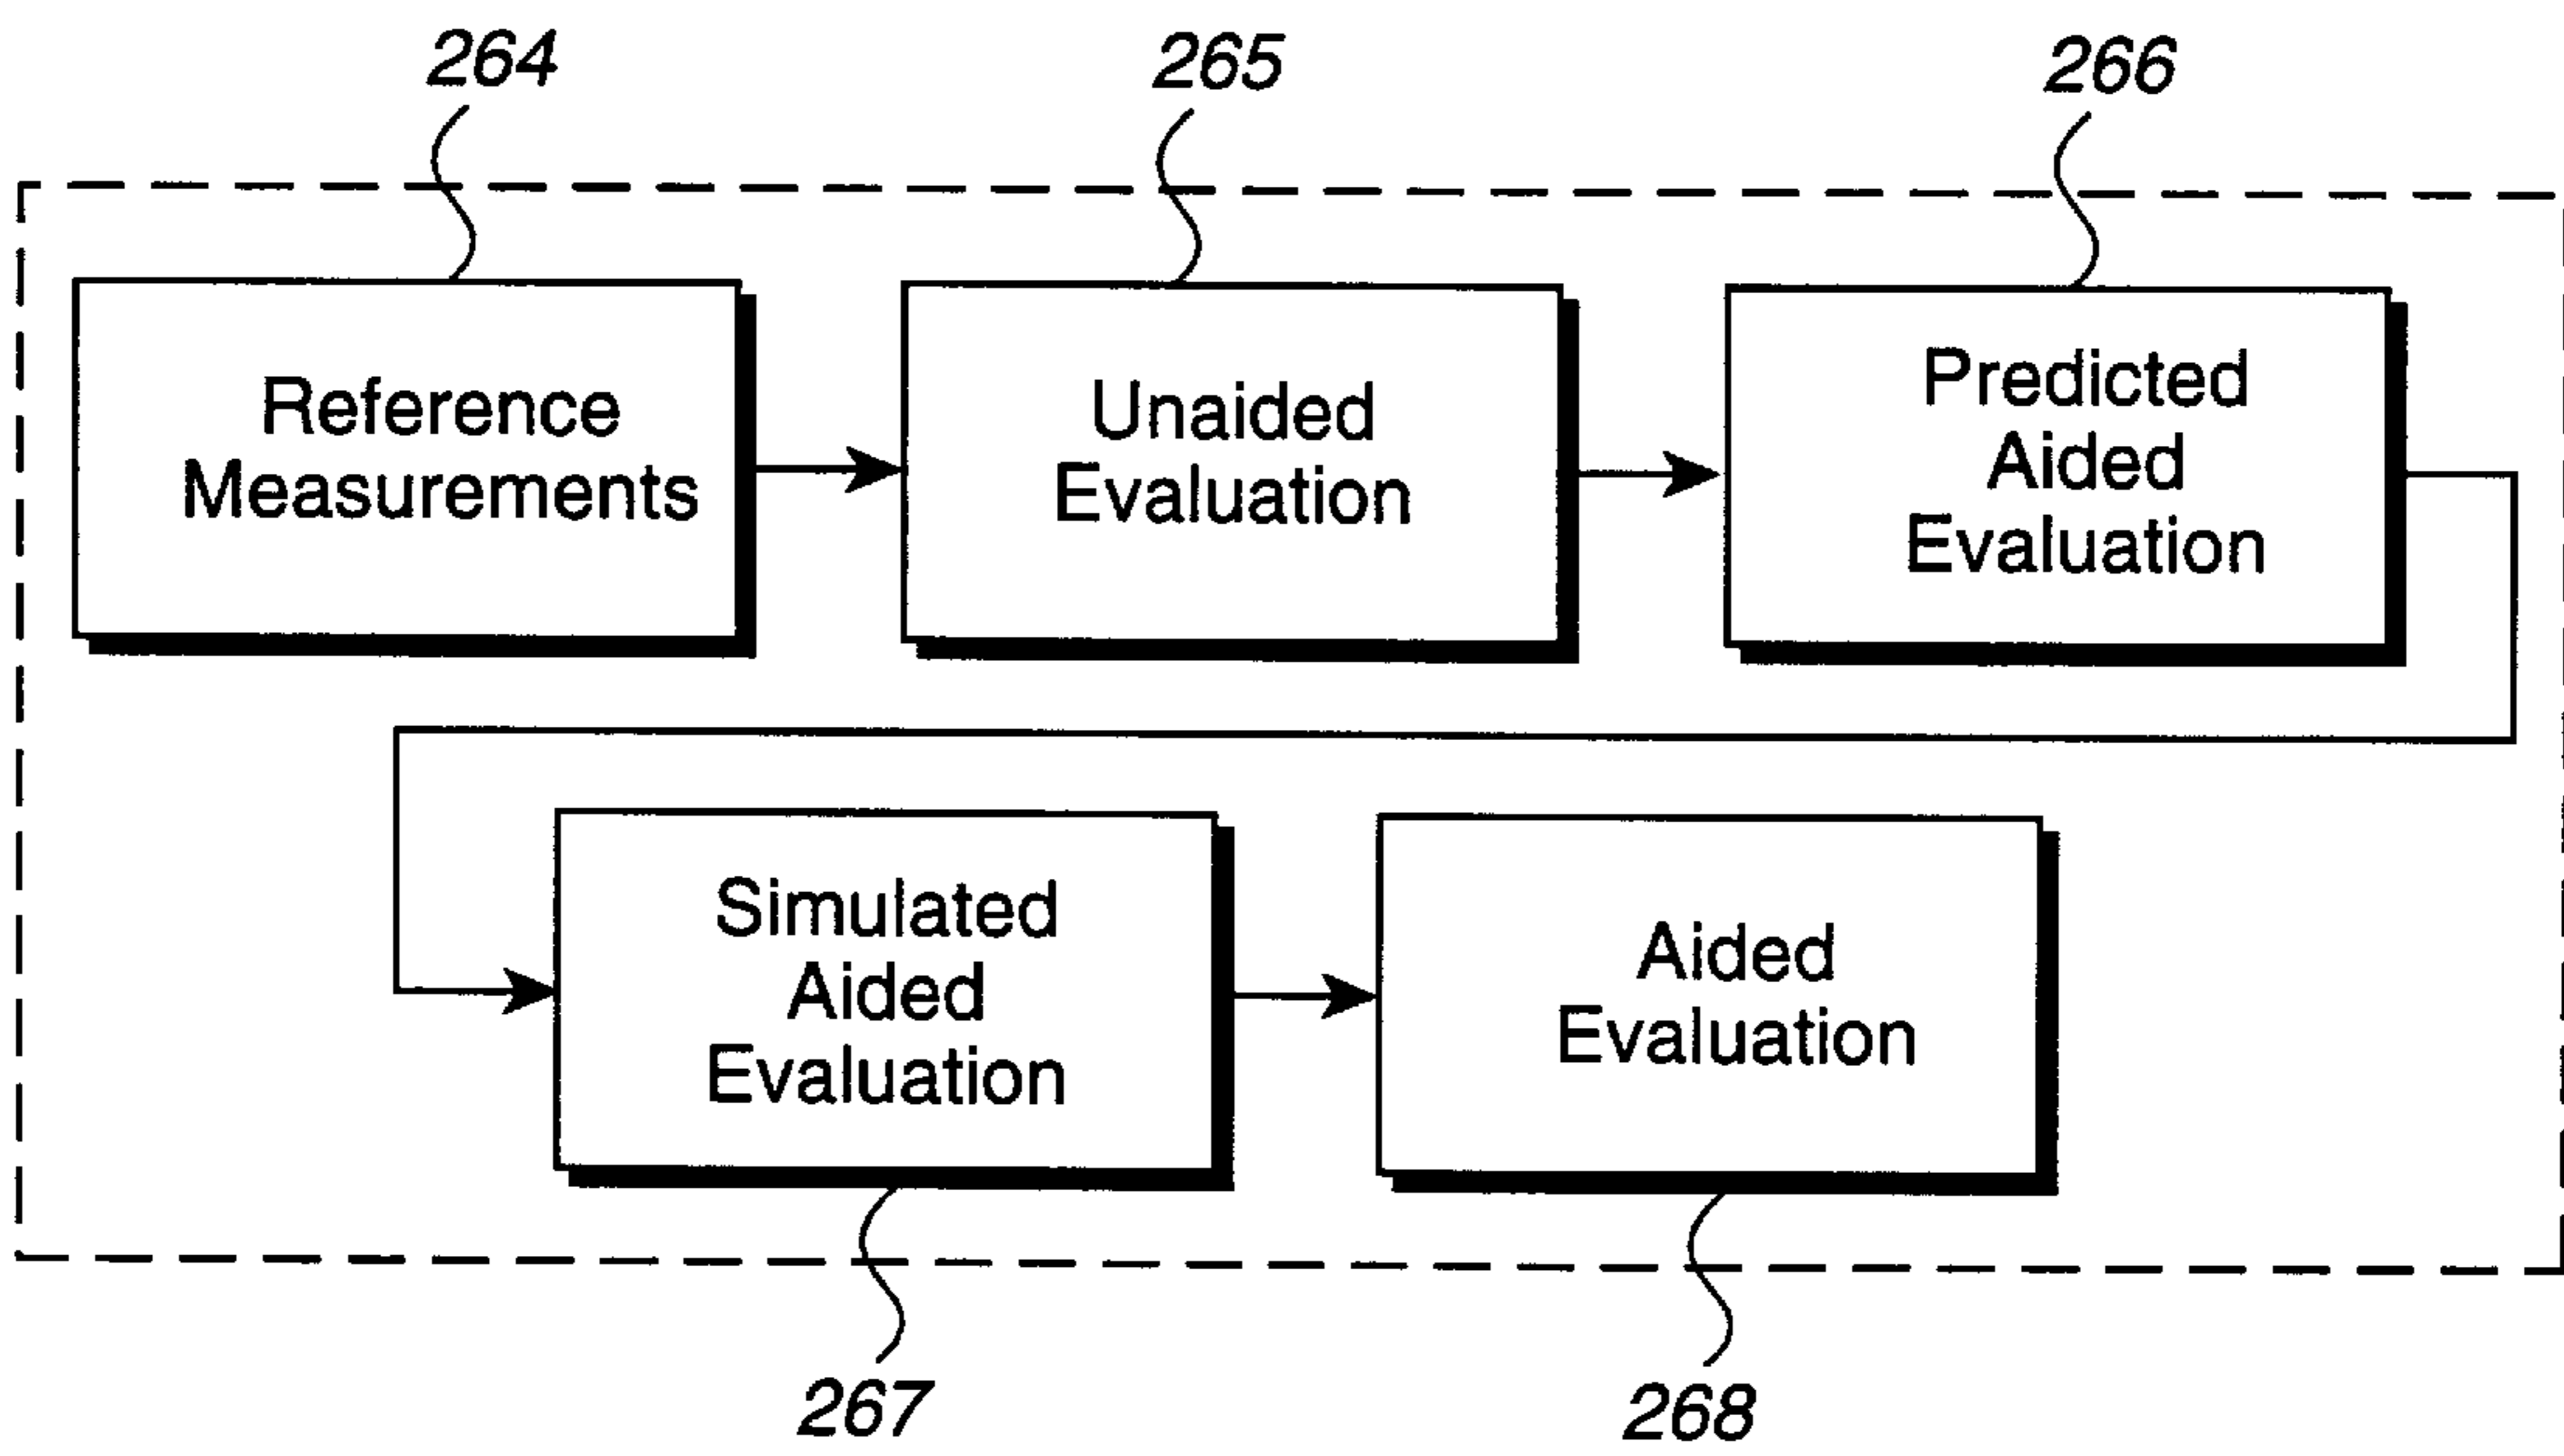 264
265
266
Reference
Measurements
Unaided
Evaluation
Predicted
Aided
Evaluation
Simulated
Aided
Evaluation
Aided
Evaluation
267
268